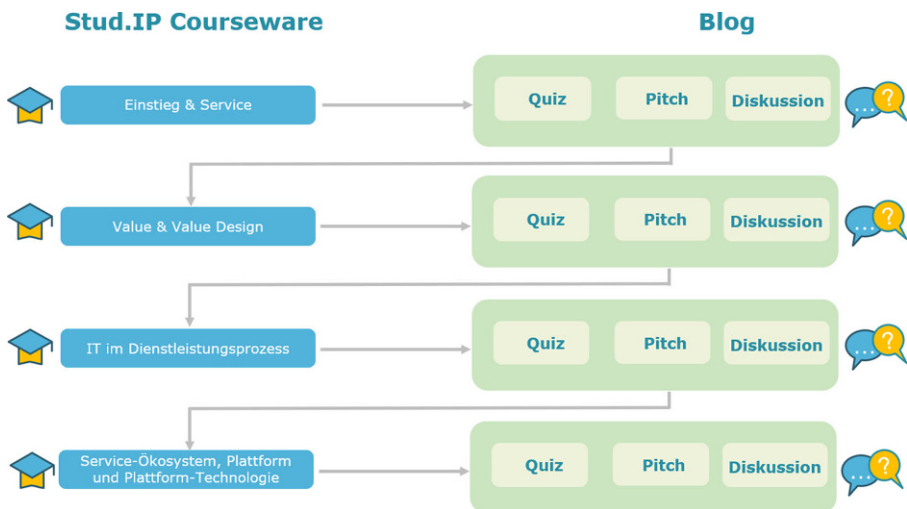 Stud.IP Courseware
Blog
Einstieg & Service
Quiz
Pitch
Diskussion
...
?
Value & Value Design
Quiz
Pitch
Diskussion
...
?
IT im Dienstleistungsprozess
Quiz
Pitch
Diskussion
...
?
Service-Ökosystem, Plattform
und Plattform-Technologie
Quiz
Pitch
Diskussion
...
?